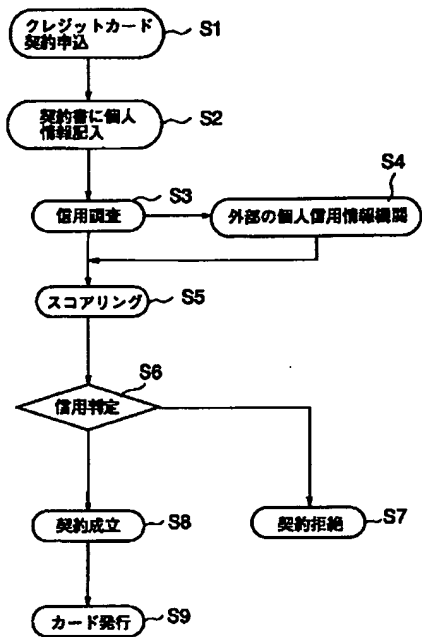 クレジットカード
契約申込
S1
契約書に個人
情報記入
S2
信用調査
S3
外部の個人信用情報機関
S4
スコアリング
S5
信用判定
S6
契約拒絶
S7
契約成立
S8
カード発行
S9